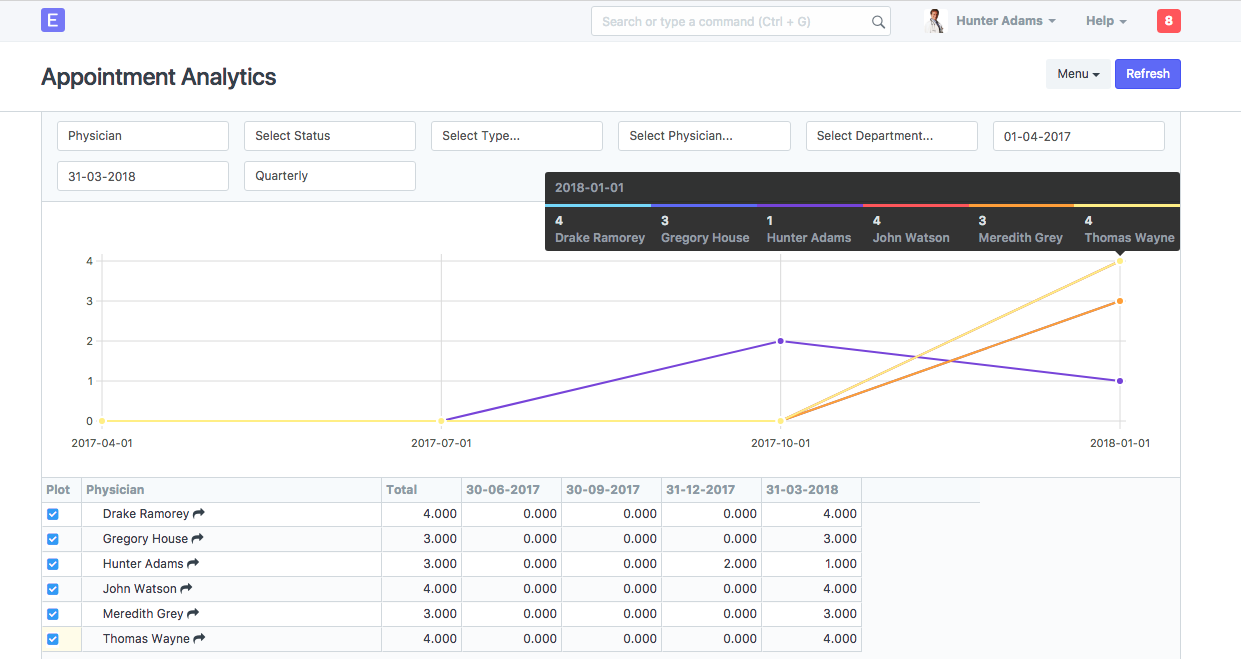 E
Search or type a command (Ctrl + G)
Hunter Adams
Help
8
Appointment Analytics
Menu
Refresh
Physician
Select Status
Select Type...
Select Physician...
Select Department...
01-04-2017
31-03-2018
Quarterly
2018-01-01
4 3 1 4 3 4
Drake Ramorey Gregory House Hunter Adams John Watson Meredith Grey Thomas Wayne
4
3
2
1
0
2017-04-01 2017-07-01 2017-10-01 2018-01-01
Plot Physician Total 30-06-2017 30-09-2017 31-12-2017 31-03-2018
Drake Ramorey 4.000 0.000 0.000 0.000 4.000
Gregory House 3.000 0.000 0.000 0.000 3.000
Hunter Adams 3.000 0.000 0.000 2.000 1.000
John Watson 4.000 0.000 0.000 0.000 4.000
Meredith Grey 3.000 0.000 0.000 0.000 3.000
Thomas Wayne 4.000 0.000 0.000 0.000 4.000